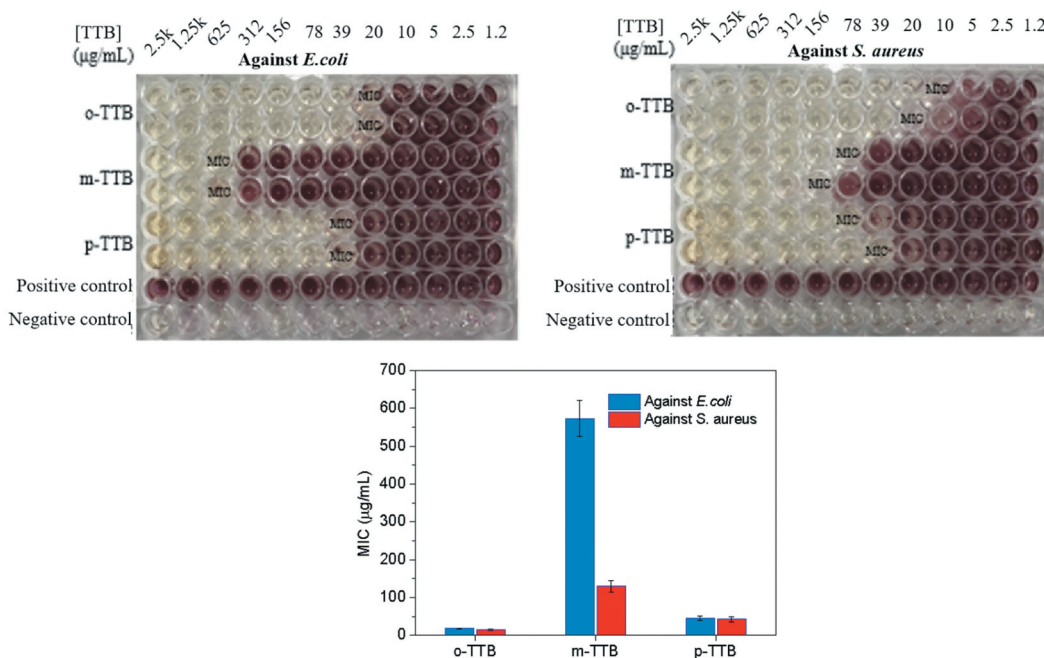 [TTB] 2.5k 1.25k 625 312 156 78 39 20 10 5 2.5 1.2
(µg/mL) Against E.coli
o-TTB MIC
MIC
m-TTB MIC
MIC
p-TTB MIC
MIC
Positive control
Negative control
[TTB] 2.5k 1.25k 625 312 156 78 39 20 10 5 2.5 1.2
(µg/mL) Against S. aureus
o-TTB MIC
MIC
m-TTB MIC
MIC
p-TTB MIC
MIC
Positive control
Negative control
700
600
500
400
300
200
100
0
MIC (µg/mL)
Against E.coli
Against S. aureus
o-TTB m-TTB p-TTB